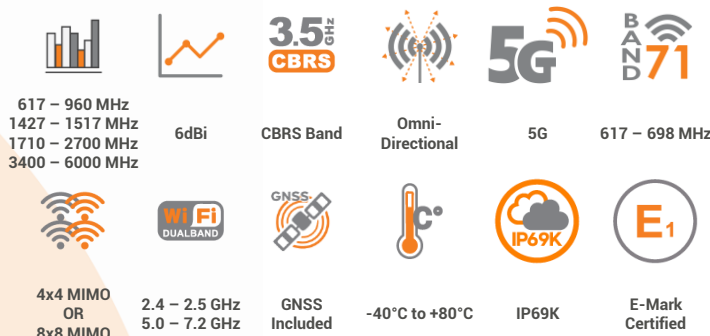 3.5GHz
CBRS
5G
BAND
71
617 – 960 MHz
1427 – 1517 MHz
1710 – 2700 MHz
3400 – 6000 MHz
6dBi
CBRS Band
Omni-
Directional
5G
617 – 698 MHz
Wi Fi
DUALBAND
GNSS
C°
IP69K
E1
4x4 MIMO
OR
8x8 MIMO
2.4 – 2.5 GHz
5.0 – 7.2 GHz
GNSS
Included
-40°C to +80°C
IP69K
E-Mark
Certified